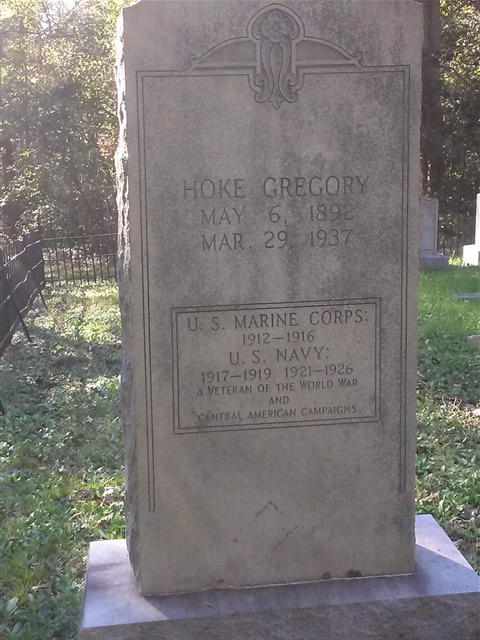 HOKE GREGORY
MAY 6, 1892
MAR. 29, 1937
U. S. MARINE CORPS:
1912—1916
U. S. NAVY:
1917—1919 1921—1926
A VETERAN OF THE WORLD WAR
AND
CENTRAL AMERICAN CAMPAIGNS.